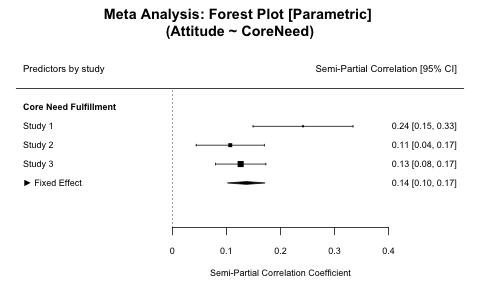 Meta Analysis: Forest Plot [Parametric]
(Attitude ~ CoreNeed)
Predictors by study Semi-Partial Correlation [95% CI]
Core Need Fulfillment
Study 1 0.24 [0.15, 0.33]
Study 2 0.11 [0.04, 0.17]
Study 3 0.13 [0.08, 0.17]
► Fixed Effect 0.14 [0.10, 0.17]
0 0.1 0.2 0.3 0.4
Semi-Partial Correlation Coefficient